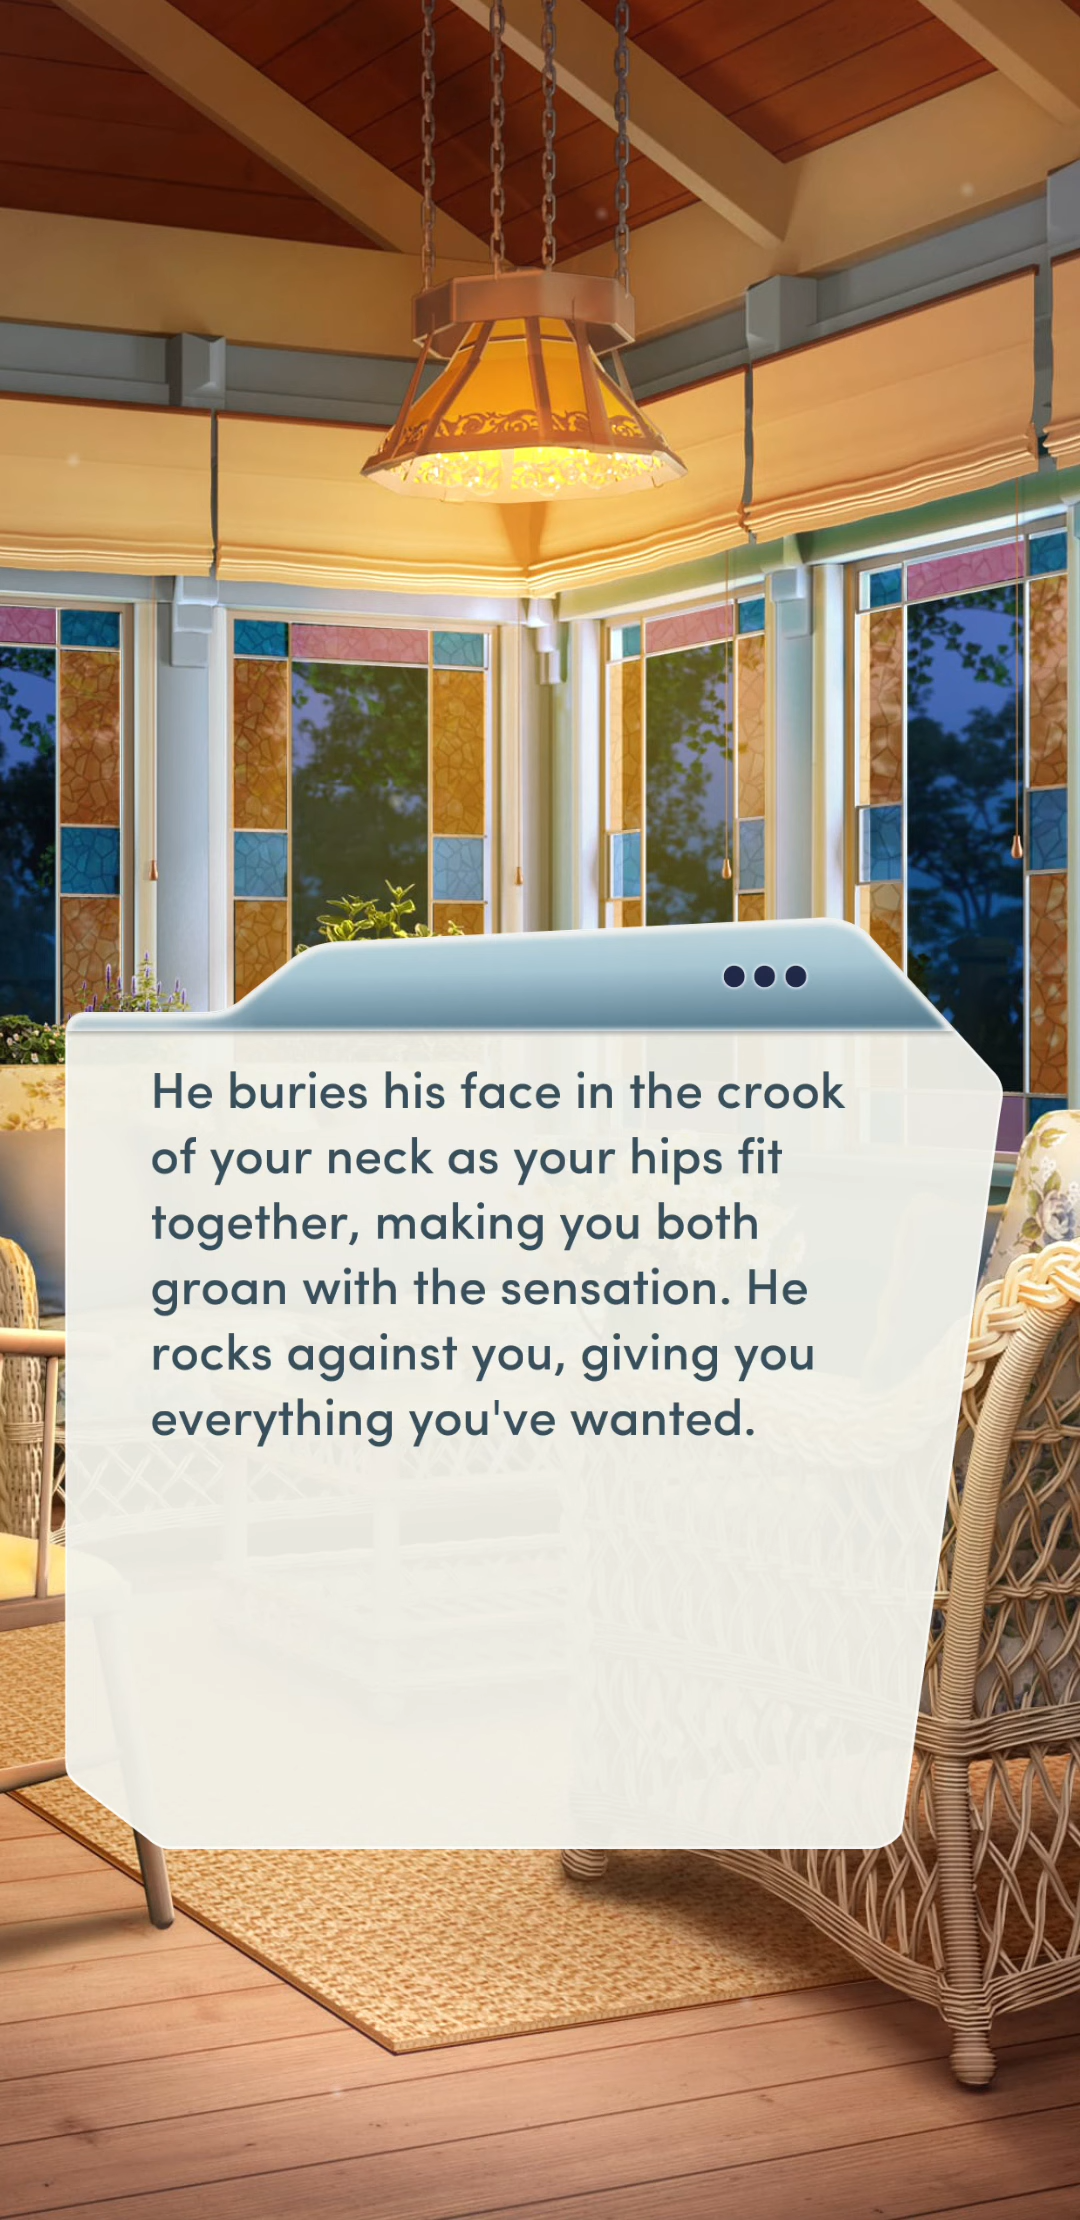 He buries his face in the crook
of your neck as your hips fit
together, making you both
groan with the sensation. He
rocks against you, giving you
everything you've wanted.